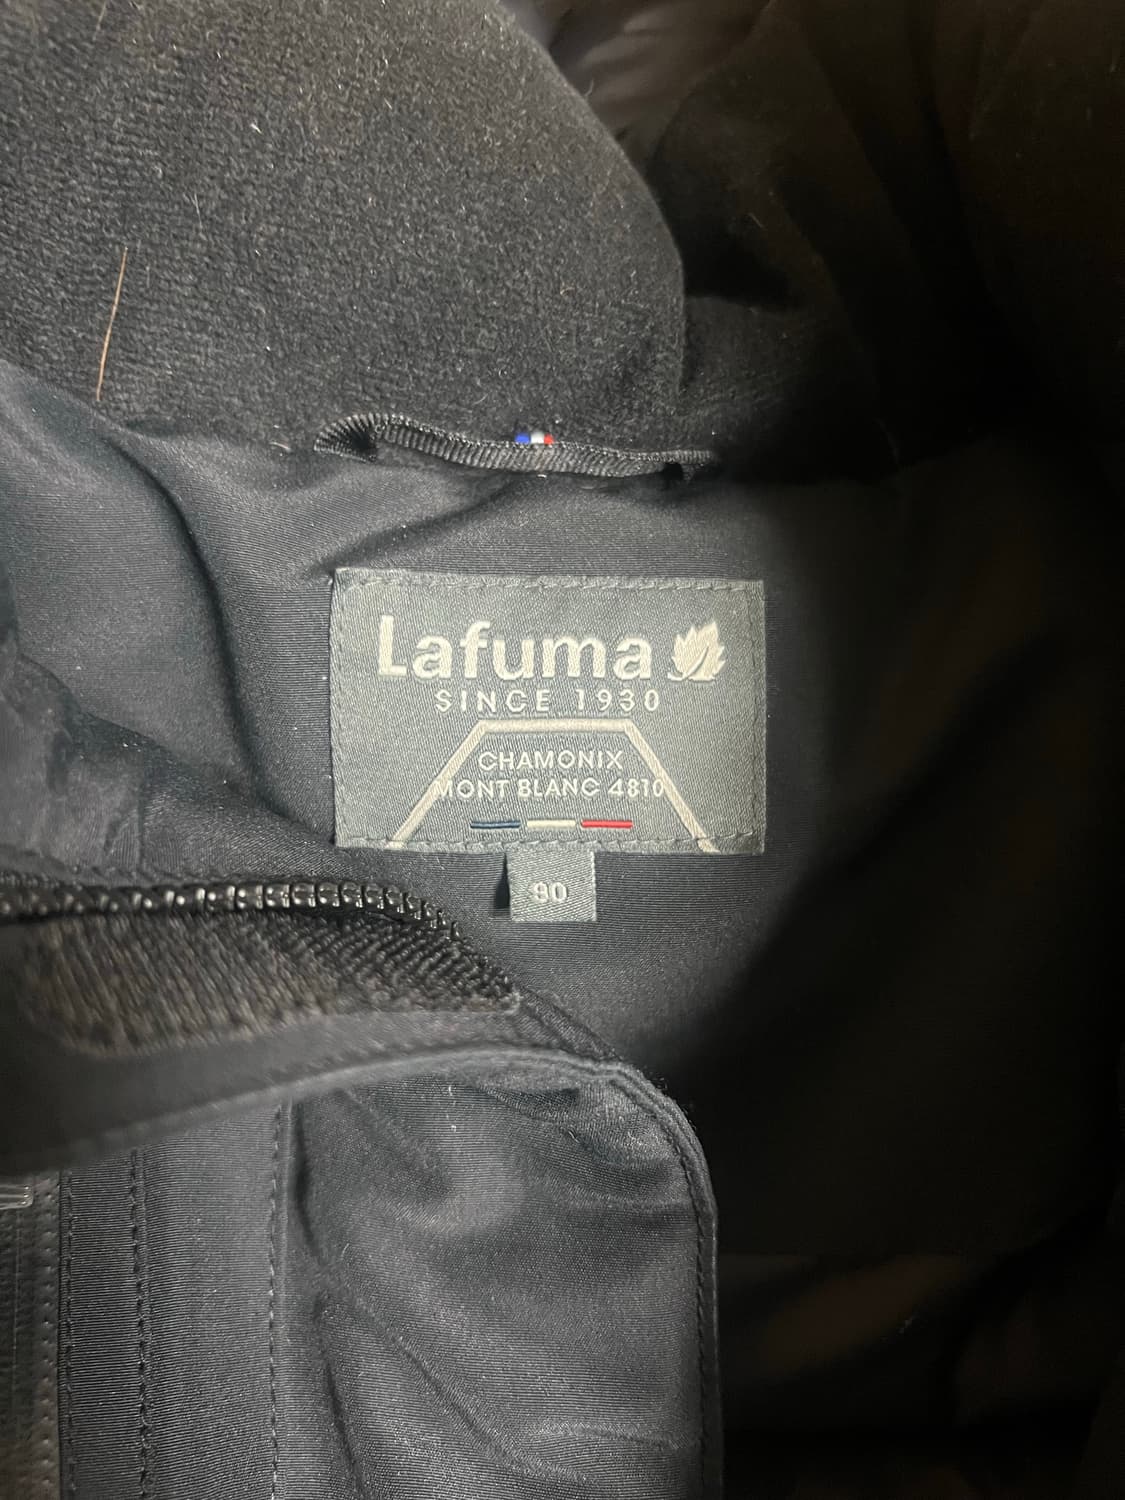 Lafuma
SINCE 1930
CHAMONIX
MONT BLANC 4810
90